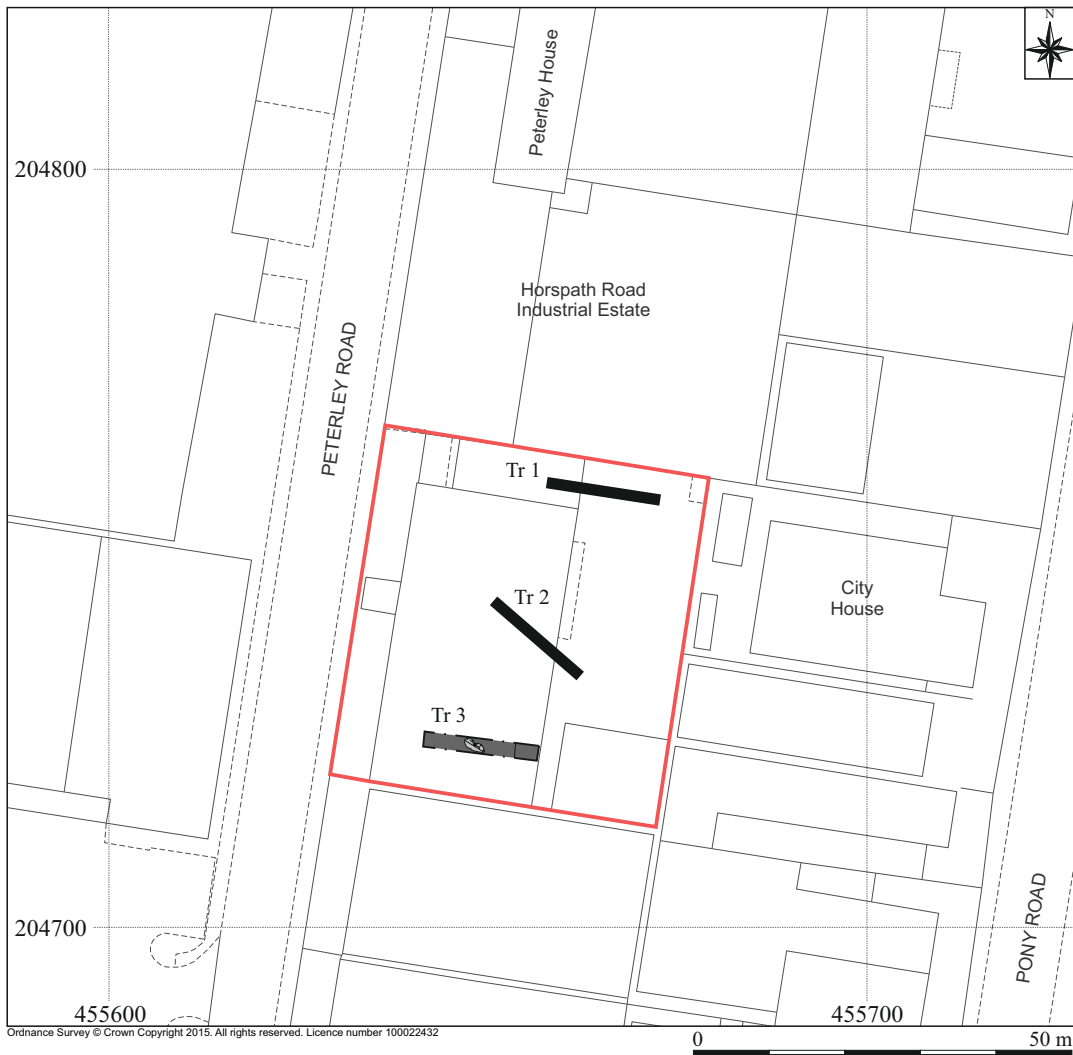 N
Peterley House
204800
Horspath Road
Industrial Estate
PETERLEY ROAD
Tr 1
City
House
Tr 2
Tr 3
PONY ROAD
204700
455600
455700
Ordnance Survey © Crown Copyright 2015. All rights reserved. Licence number 100022432
0
50 m